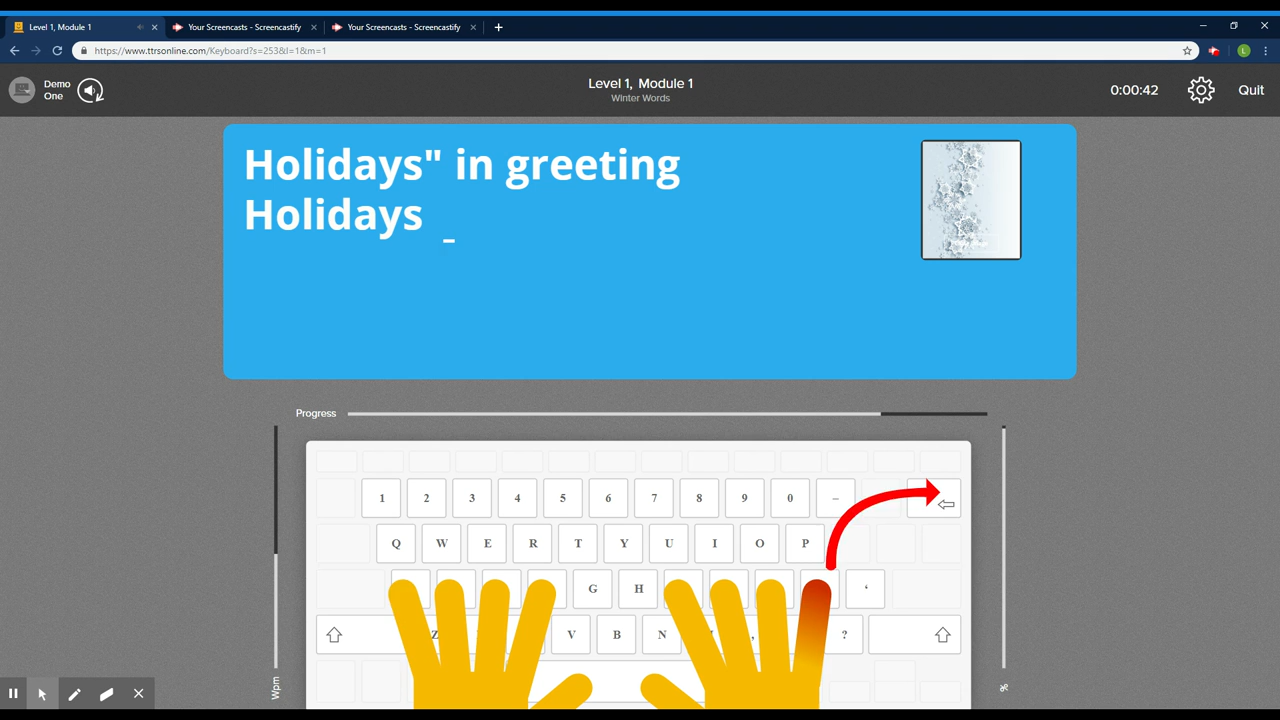 Level 1, Module 1
Your Screencasts - Screencastify
Your Screencasts - Screencastify
https://www.ttrsonline.com/Keyboard?s=253&l=1&m=1
L
Demo
One
Level 1, Module 1
Winter Words
0:00:42
Quit
Holidays" in greeting
Holidays _
Progress
1 2 3 4 5 6 7 8 9 0 –
Q W E R T Y U I O P
G H ‘
Z V B N , ?
Wpm
%